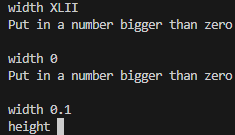 width XLII
Put in a number bigger than zero
width 0
Put in a number bigger than zero
width 0.1
height